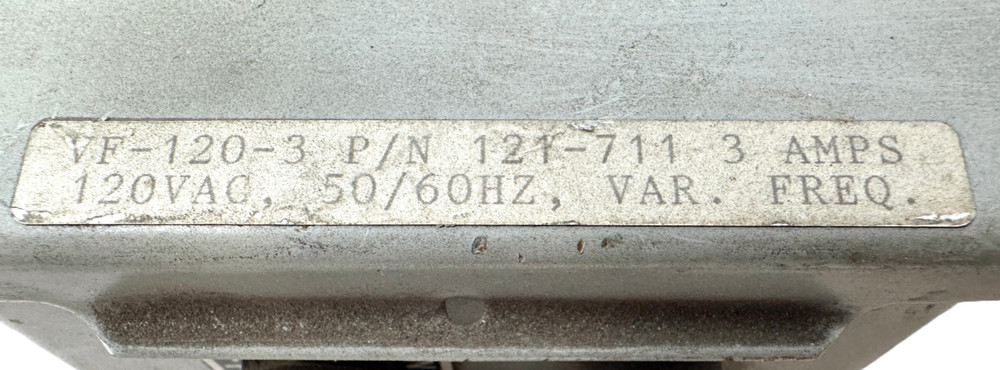 VF-120-3 P/N 121-711 3 AMPS
120VAC, 50/60HZ, VAR. FREQ.